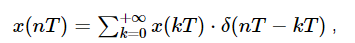 x(nT) = ∑_{k=0}^{+∞} x(kT) · δ(nT − kT) ,